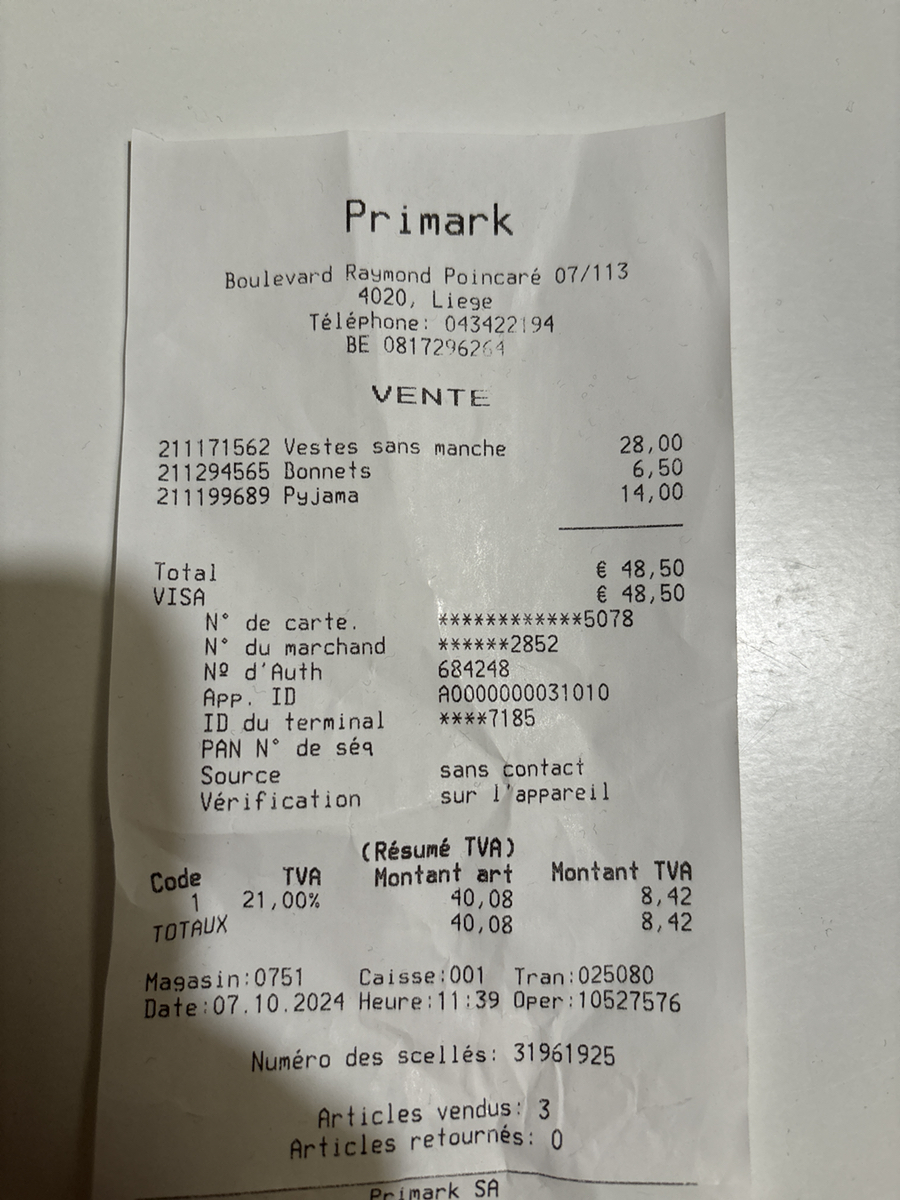 Primark
Boulevard Raymond Poincaré 07/113
4020, Liege
Téléphone: 043422194
BE 0817296264
VENTE
211171562 Vestes sans manche 28,00
211294565 Bonnets 6,50
211199689 Pyjama 14,00
Total € 48,50
VISA € 48,50
N° de carte. ************5078
N° du marchand ******2852
Nº d'Auth 684248
App. ID A0000000031010
ID du terminal ****7185
PAN N° de séq
Source sans contact
Vérification sur l'appareil
(Résumé TVA)
Code TVA Montant art Montant TVA
1 21,00% 40,08 8,42
TOTAUX 40,08 8,42
Magasin:0751 Caisse:001 Tran:025080
Date:07.10.2024 Heure:11:39 Oper:10527576
Numéro des scellés: 31961925
Articles vendus: 3
Articles retournés: 0
Primark SA